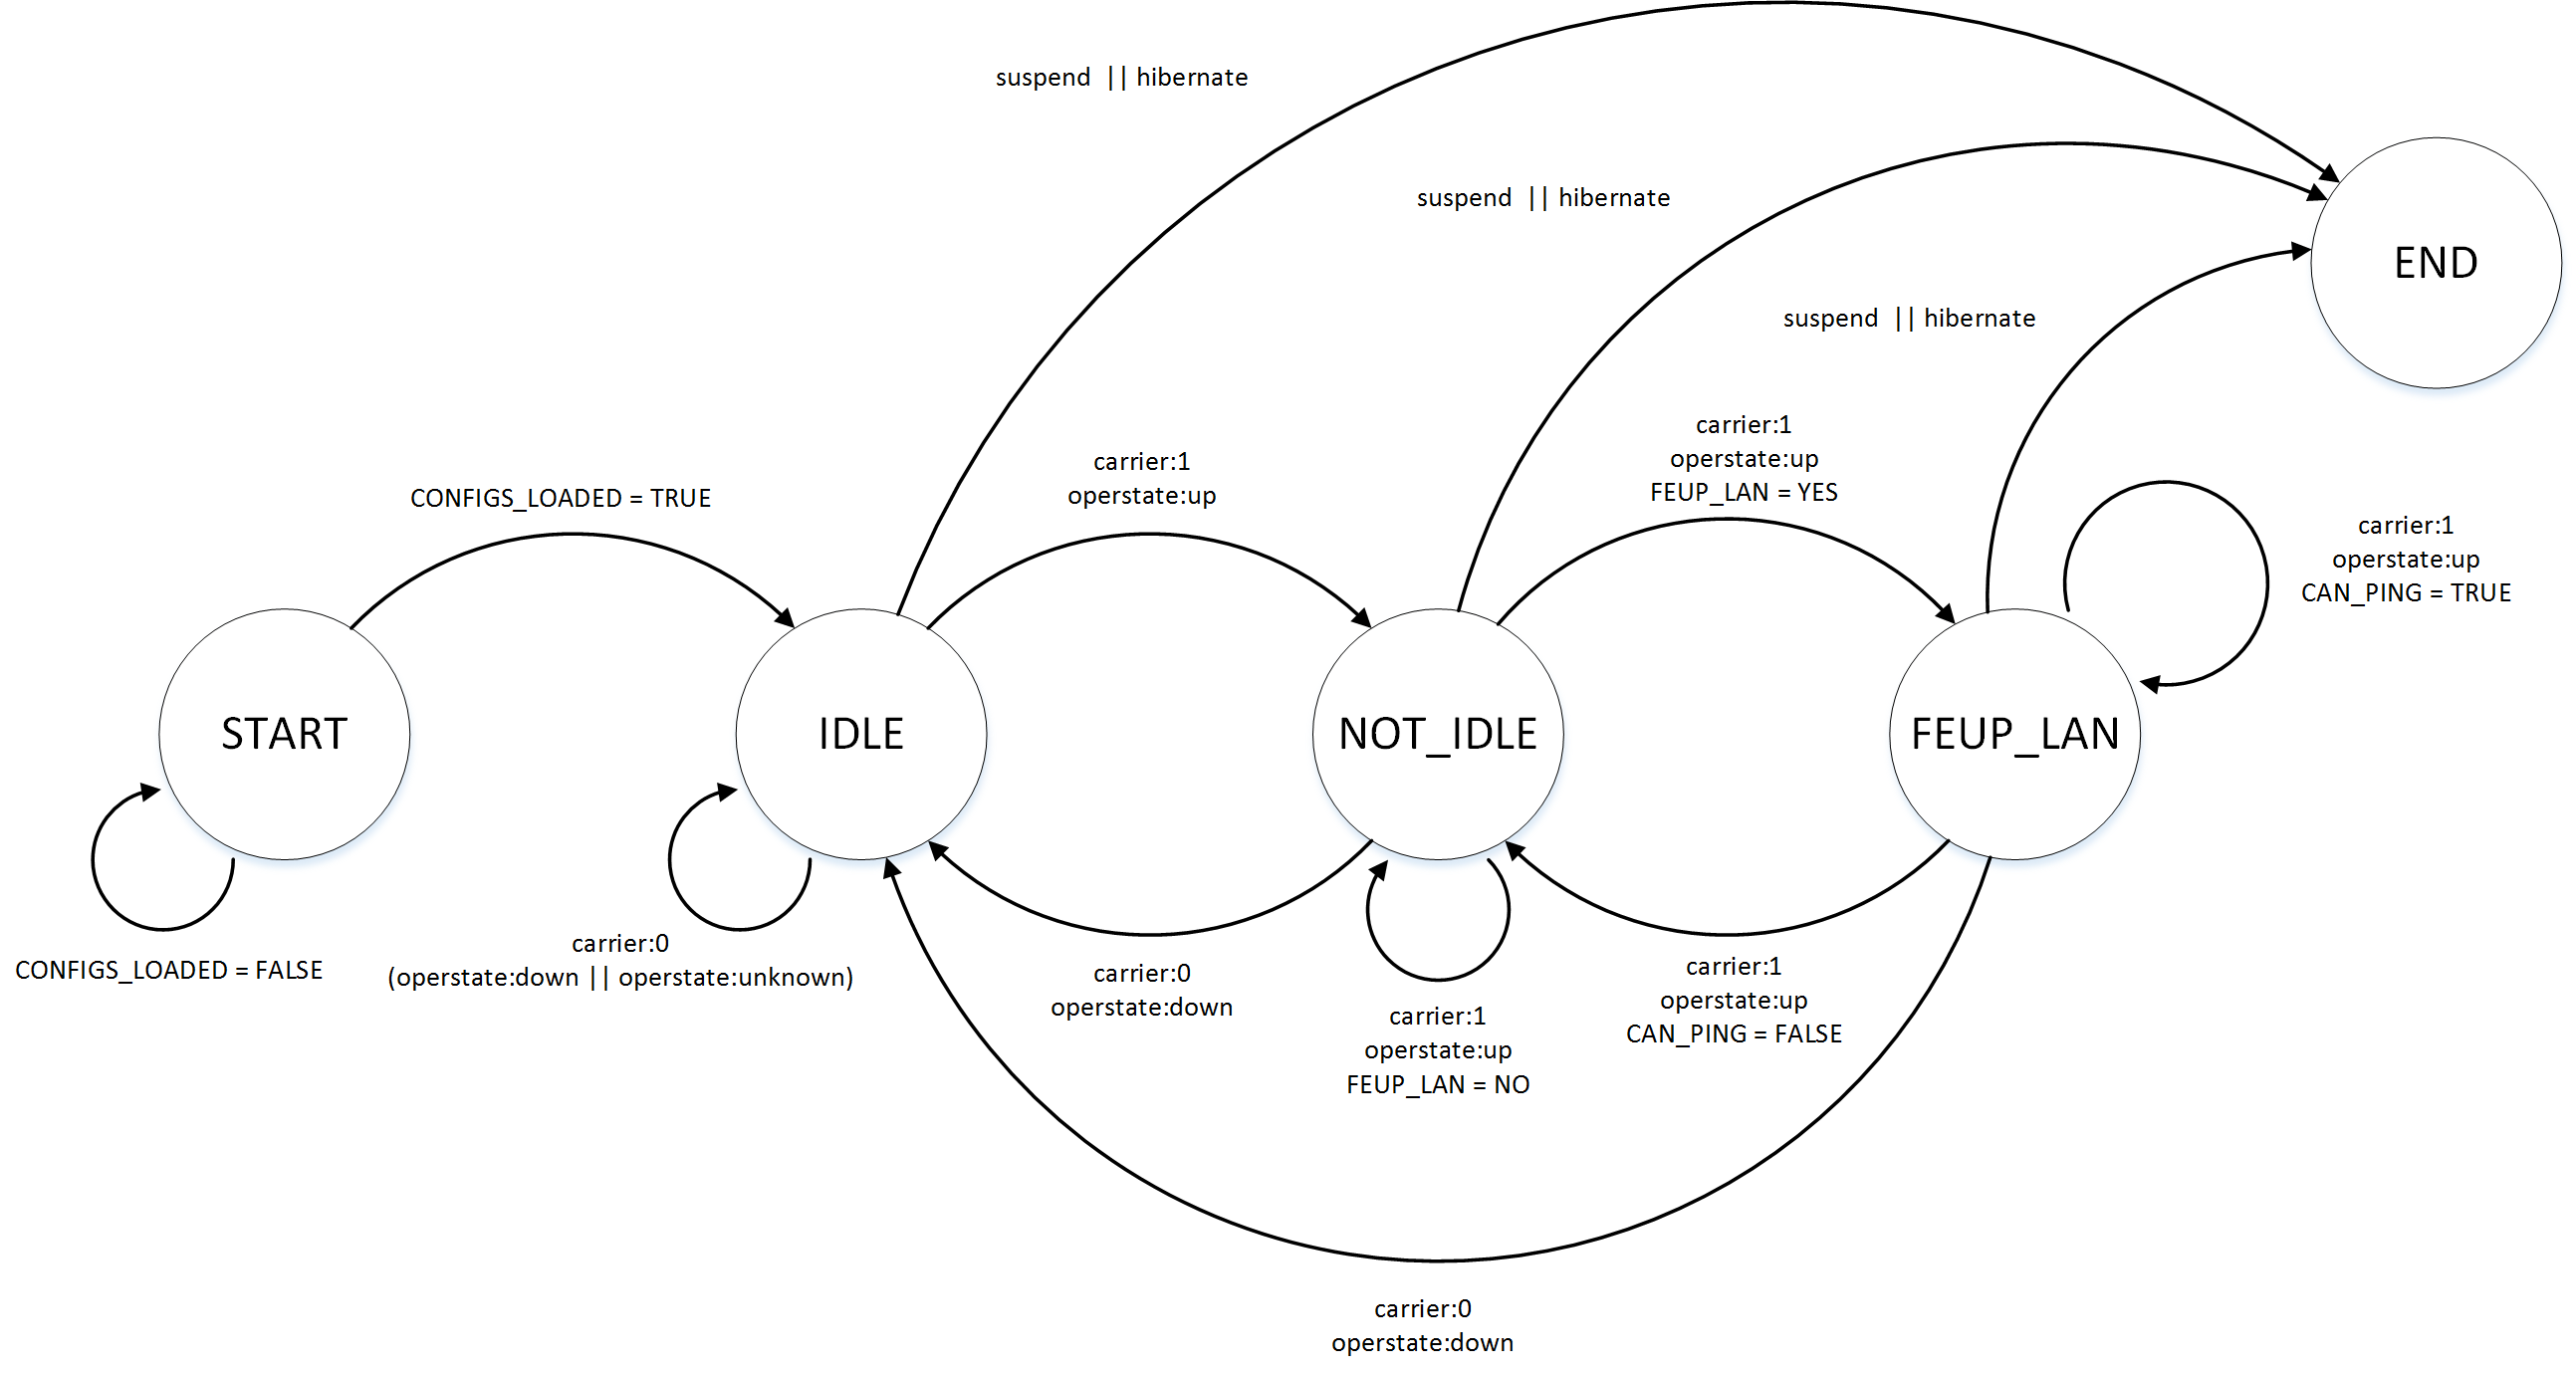 suspend || hibernate
suspend || hibernate
END
suspend || hibernate
carrier:1
operstate:up
FEUP_LAN = YES
carrier:1
operstate:up
CONFIGS_LOADED = TRUE
carrier:1
operstate:up
CAN_PING = TRUE
START
IDLE
NOT_IDLE
FEUP_LAN
CONFIGS_LOADED = FALSE
carrier:0
(operstate:down || operstate:unknown)
carrier:0
operstate:down
carrier:1
operstate:up
FEUP_LAN = NO
carrier:1
operstate:up
CAN_PING = FALSE
carrier:0
operstate:down